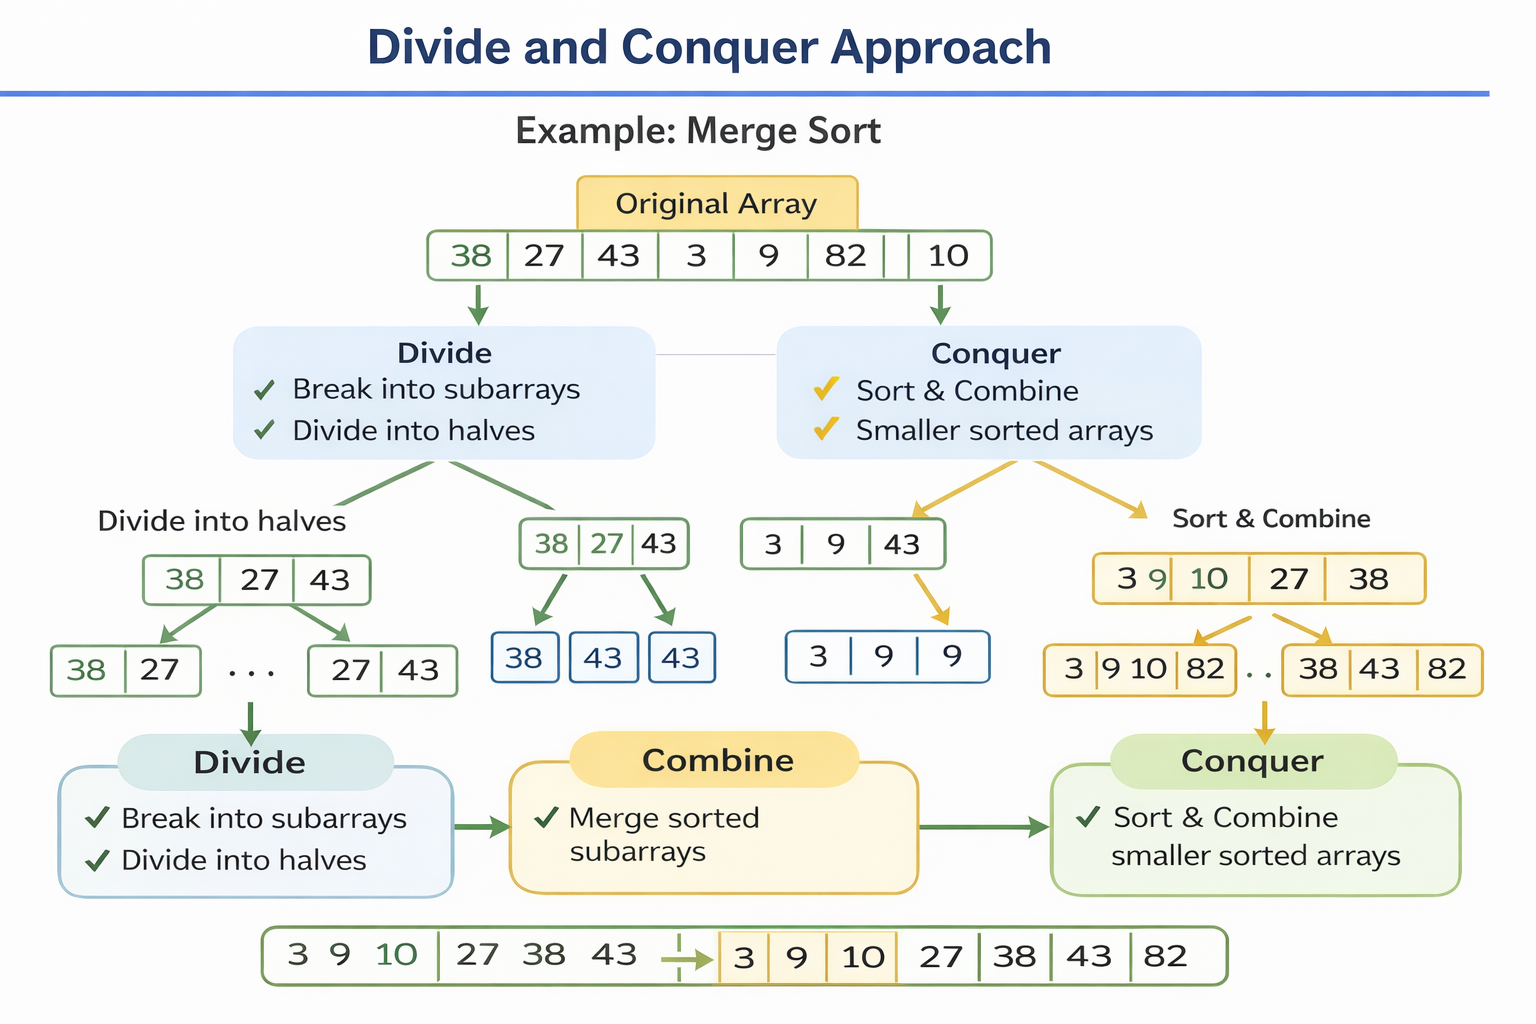 Divide and Conquer Approach
Example: Merge Sort
Original Array
38 27 43 3 9 82 10
Divide
✓ Break into subarrays
✓ Divide into halves
Conquer
✓ Sort & Combine
✓ Smaller sorted arrays
Divide into halves
38 27 43
38 27 ... 27 43
38 27 43
38 43 43
3 9 43
3 9 9
Sort & Combine
3 9 10 27 38
3 9 10 82 .. 38 43 82
Divide
✓ Break into subarrays
✓ Divide into halves
Combine
✓ Merge sorted
subarrays
Conquer
✓ Sort & Combine
smaller sorted arrays
3 9 10 27 38 43 → 3 9 10 27 38 43 82